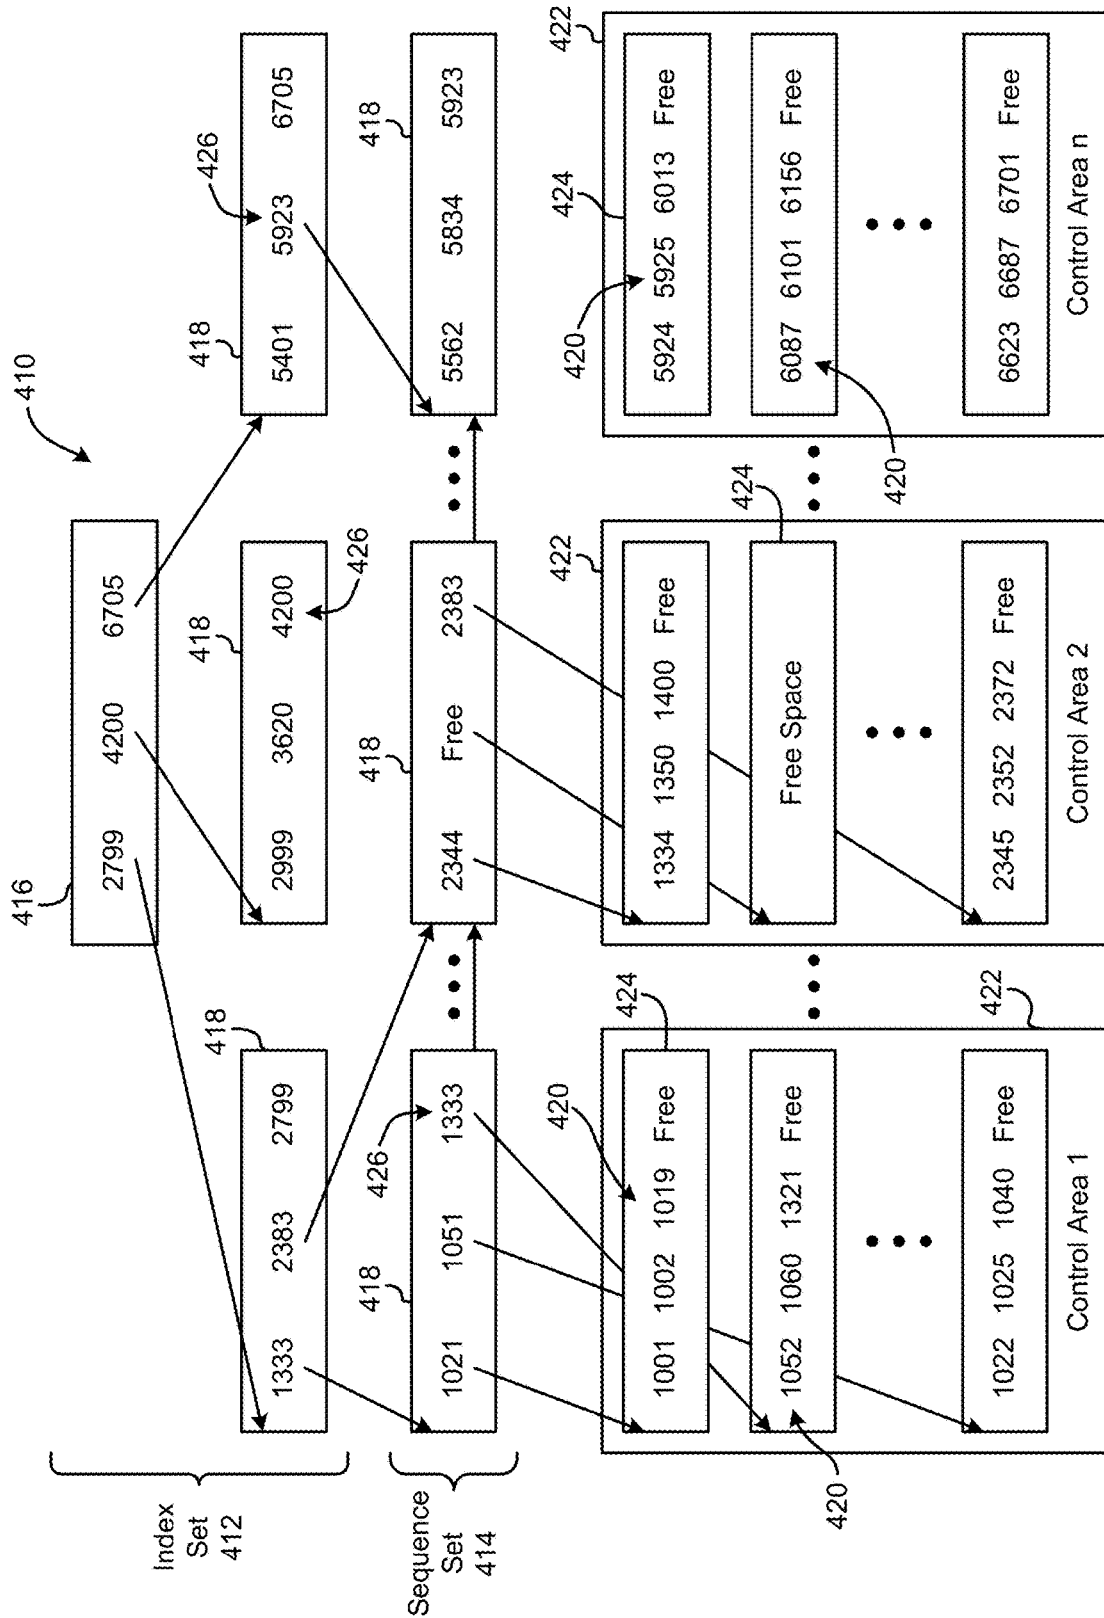 410
416
2799 4200 6705
Index
Set
412
418
1333 2383 2799
418
2999 3620 4200
426
418
5401 5923 6705
426
Sequence
Set
414
418
1021 1051 1333
426
418
2344 Free 2383
418
5562 5834 5923
422
424
420
1001 1002 1019 Free
1052 1060 1321 Free
420
1022 1025 1040 Free
Control Area 1
422
424
1334 1350 1400 Free
Free Space
2345 2352 2372 Free
Control Area 2
422
424
420
5924 5925 6013 Free
6087 6101 6156 Free
420
6623 6687 6701 Free
Control Area n